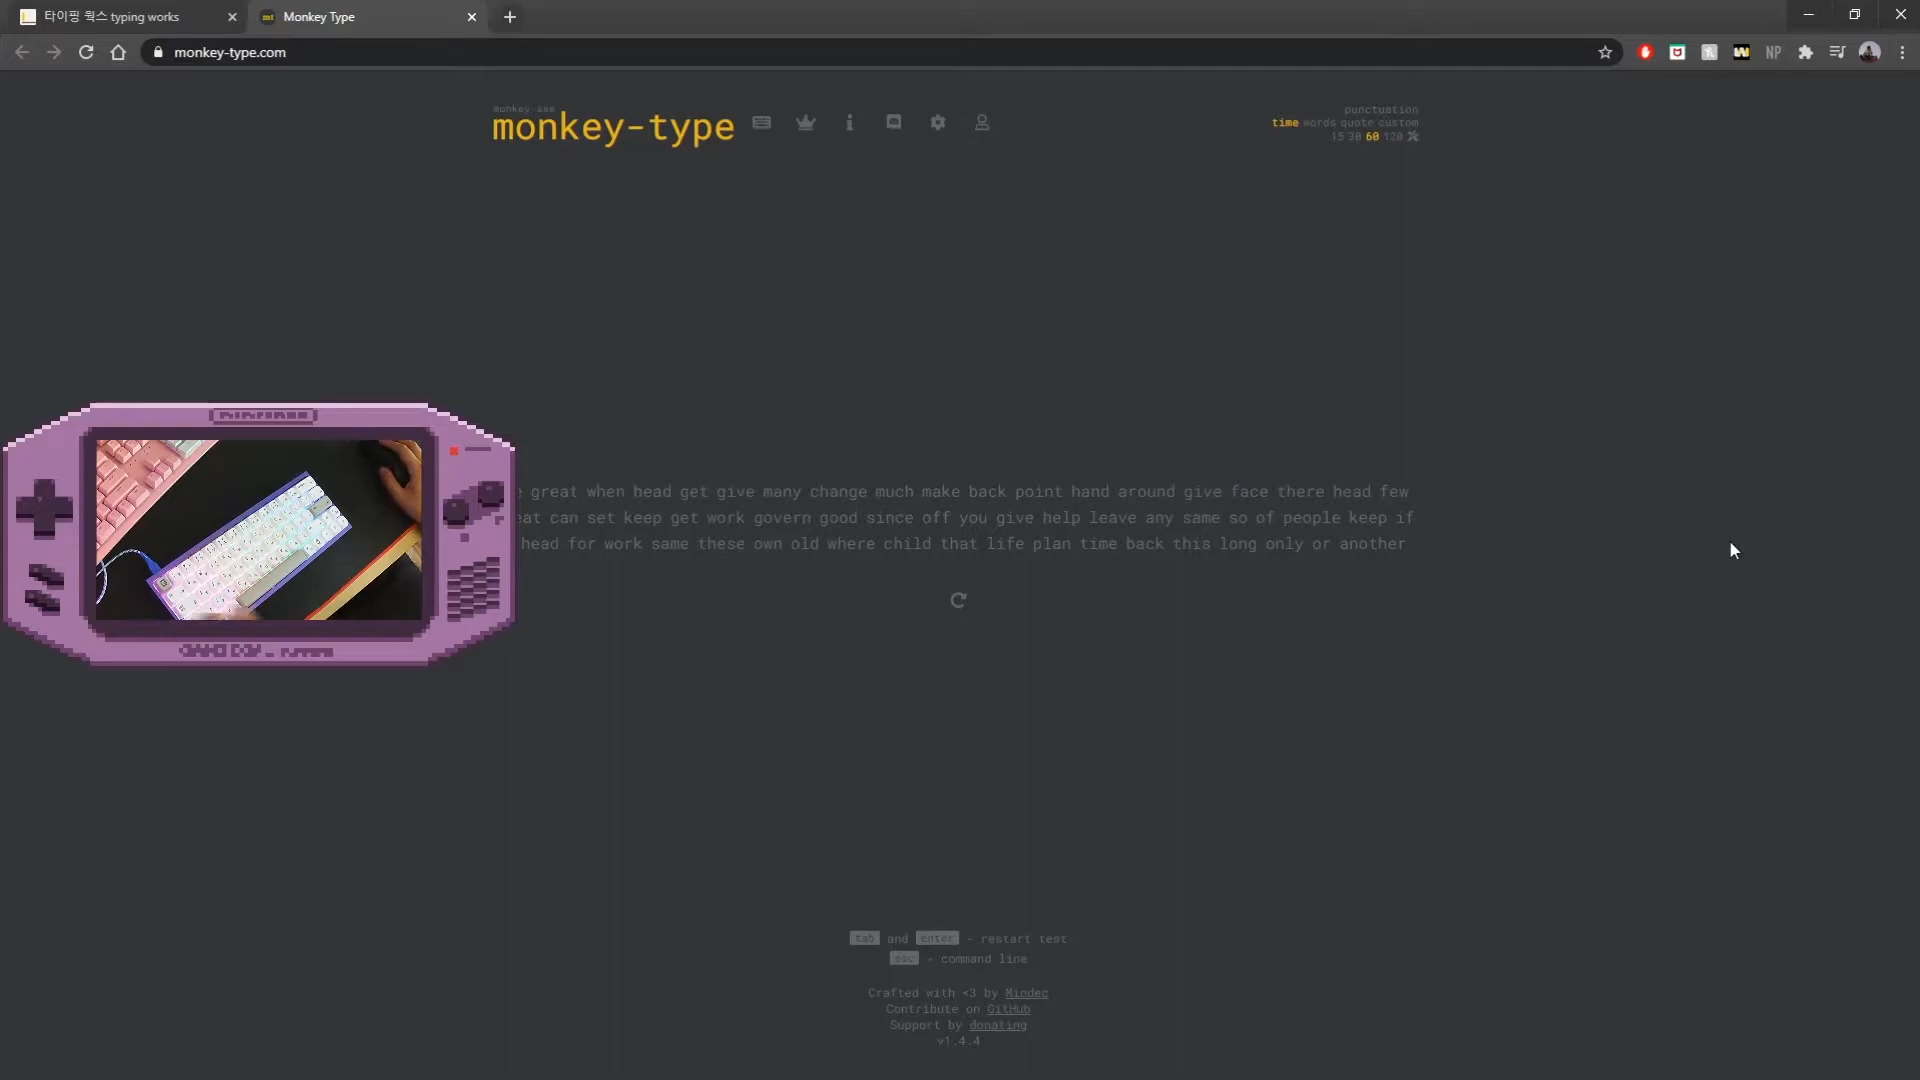 타이핑 웍스 typing works
Monkey Type
monkey-type.com
NP
monkey-see
monkey-type
punctuation
time words quote custom
15 30 60 120
great when head get give many change much make back point hand around give face there head few
can set keep get work govern good since off you give help leave any same so of people keep if
head for work same these own old where child that life plan time back this long only or another
tab and enter - restart test
esc - command line
Crafted with <3 by Miodec
Contribute on GitHub
Support by donating
v1.4.4